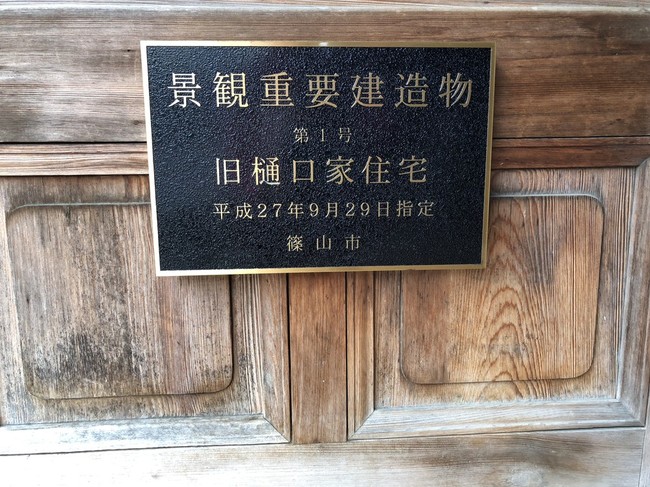 景観重要建造物
第1号
旧樋口家住宅
平成27年9月29日指定
篠山市